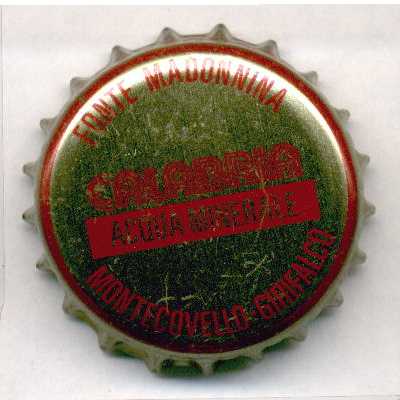 FONTE MADONNINA
CALABRIA
ACQUA MINERALE
MONTECOVELLO-GIRIFALCO